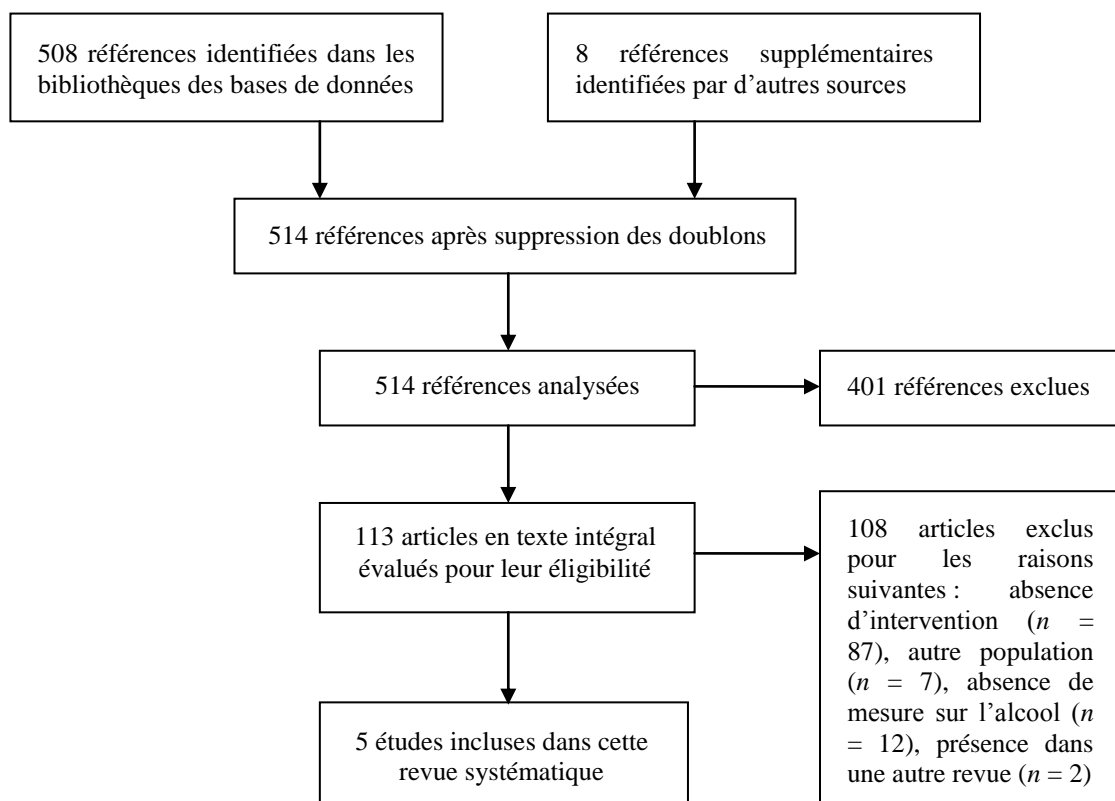 508 références identifiées dans les
bibliothèques des bases de données
8 références supplémentaires
identifiées par d’autres sources
514 références après suppression des doublons
514 références analysées
401 références exclues
113 articles en texte intégral
évalués pour leur éligibilité
108 articles exclus
pour les raisons
suivantes : absence
d’intervention (n =
87), autre population
(n = 7), absence de
mesure sur l’alcool (n
= 12), présence dans
une autre revue (n = 2)
5 études incluses dans cette
revue systématique